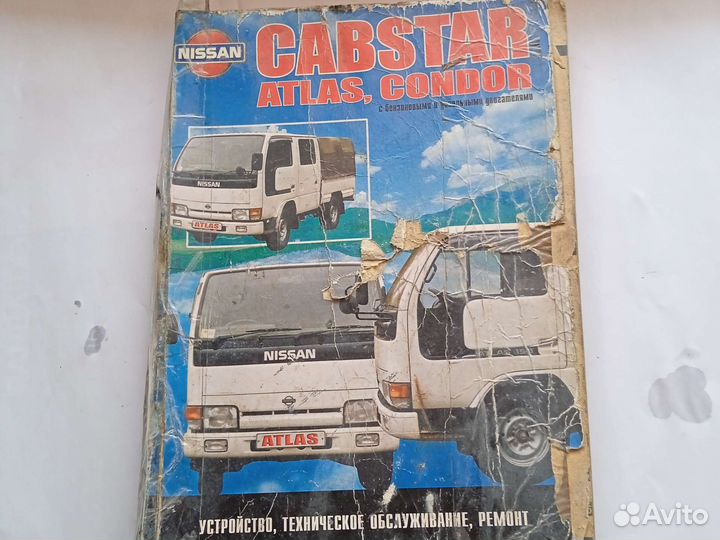 NISSAN
CABSTAR
ATLAS, CONDOR
с бензиновыми и дизельными двигателями
NISSAN
ATLAS
NISSAN
ATLAS
УСТРОЙСТВО, ТЕХНИЧЕСКОЕ ОБСЛУЖИВАНИЕ, РЕМОНТ
Avito